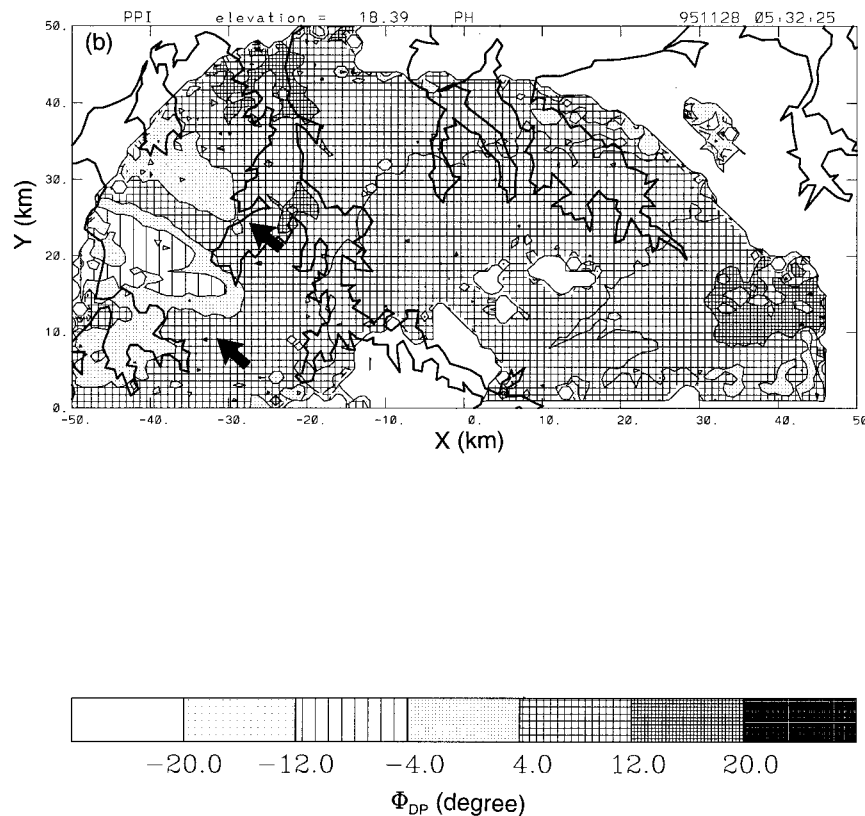 PPI elevation = 18.39 PH 951128 05:32:25
(b)
50.
40.
30.
20.
10.
0.
Y (km)
-50. -40. -30. -20. -10. 0. 10. 20. 30. 40. 50
X (km)
-20.0 -12.0 -4.0 4.0 12.0 20.0
ΦDP (degree)